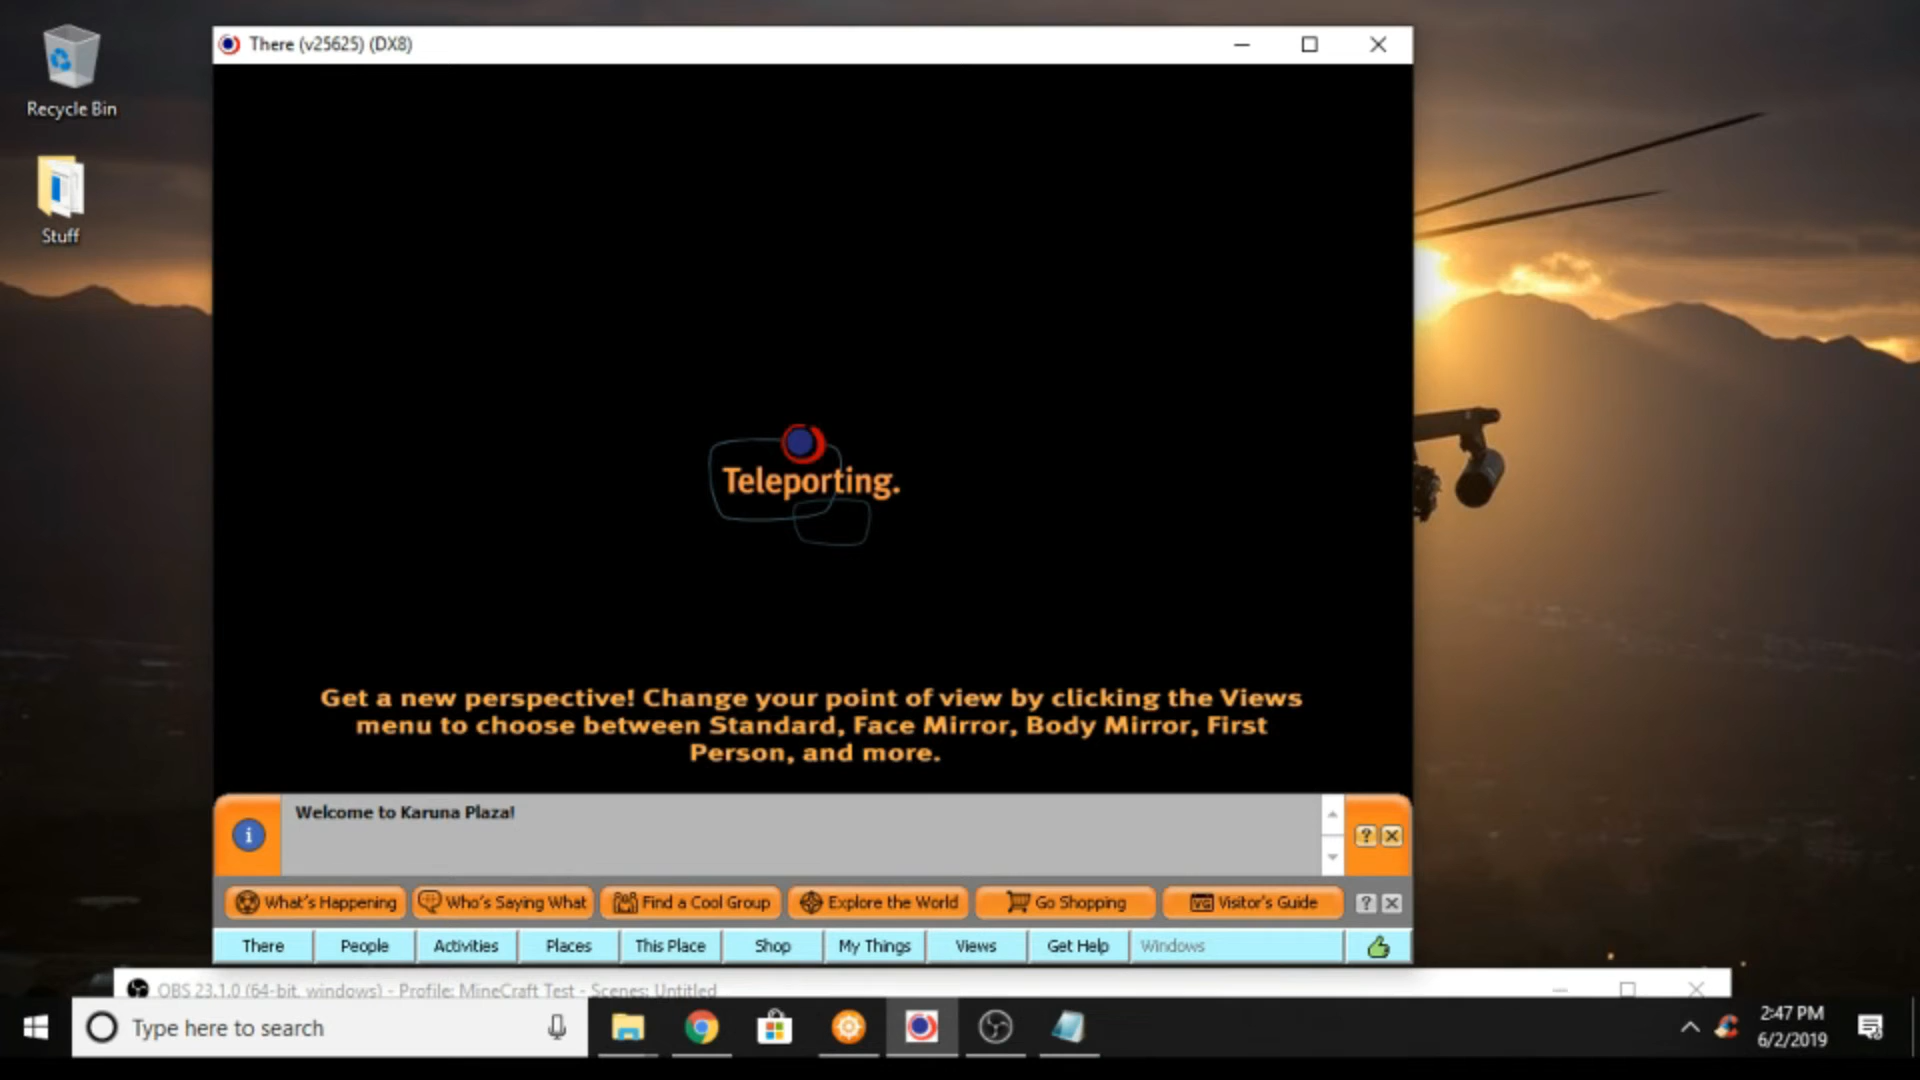 There (v25625) (DX8)
Recycle Bin
Stuff
Teleporting.
Get a new perspective! Change your point of view by clicking the Views
menu to choose between Standard, Face Mirror, Body Mirror, First
Person, and more.
Welcome to Karuna Plaza!
What's Happening
Who's Saying What
Find a Cool Group
Explore the World
Go Shopping
VG Visitor's Guide
There
People
Activities
Places
This Place
Shop
My Things
Views
Get Help
Windows
OBS 23.1.0 (64-bit, windows) - Profile: MineCraft Test - Scenes: Untitled
Type here to search
2:47 PM
6/2/2019